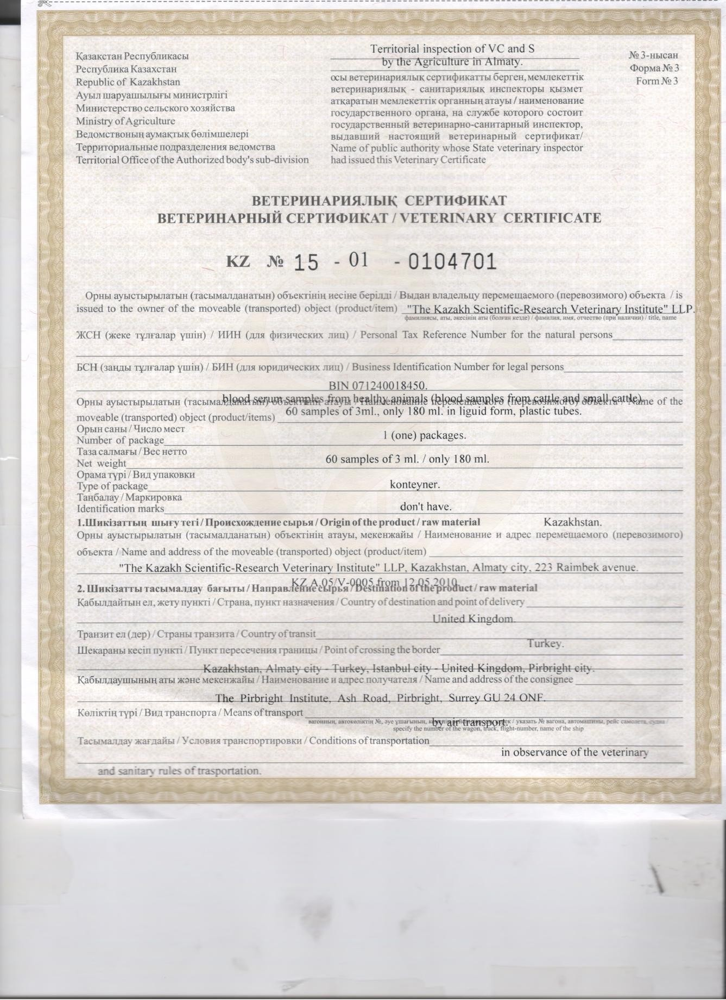 Қазақстан Республикасы
Республика Казахстан
Republic of Kazakhstan
Ауыл шаруашылығы министрлігі
Министерство сельского хозяйства
Ministry of Agriculture
Ведомствоның аумақтық бөлімшелері
Территориальные подразделения ведомства
Territorial Office of the Authorized body's sub-division
Territorial inspection of VC and S
by the Agriculture in Almaty.
осы ветеринариялық сертификатты берген, мемлекеттік
ветеринариялық - санитариялық инспекторы қызмет
атқаратын мемлекеттік органның атауы / наименование
государственного органа, на службе которого состоит
государственный ветеринарно-санитарный инспектор,
выдавший настоящий ветеринарный сертификат/
Name of public authority whose State veterinary inspector
had issued this Veterinary Certificate
№ 3-нысан
Форма № 3
Form № 3
ВЕТЕРИНАРИЯЛЫҚ СЕРТИФИКАТ
ВЕТЕРИНАРНЫЙ СЕРТИФИКАТ / VETERINARY CERTIFICATE
KZ № 15 - 01 - 0104701
Орны ауыстырылатын (тасымалданатын) объектінің иесіне берілді / Выдан владельцу перемещаемого (перевозимого) объекта / is
issued to the owner of the moveable (transported) object (product/item) "The Kazakh Scientific-Research Veterinary Institute" LLP.
фамилиясы, аты, әкесінің аты (болған кезде) / фамилия, имя, отчество (при наличии) / title, name
ЖСН (жеке тұлғалар үшін) / ИИН (для физических лиц) / Personal Tax Reference Number for the natural persons
БСН (заңды тұлғалар үшін) / БИН (для юридических лиц) / Business Identification Number for legal persons
BIN 071240018450.
blood serum samples from healthy animals (blood samples from cattle and small cattle).
Орны ауыстырылатын (тасымалданатын) объектінің атауы / Наименование перемещаемого (перевозимого) объекта / Name of the
moveable (transported) object (product/items) 60 samples of 3ml., only 180 ml. in liguid form, plastic tubes.
Орын саны / Число мест
Number of package 1 (one) packages.
Таза салмағы / Вес нетто
Net weight 60 samples of 3 ml. / only 180 ml.
Орама түрі / Вид упаковки
Type of package konteyner.
Таңбалау / Маркировка
Identification marks don't have.
1.Шикізаттың шығу тегі / Происхождение сырья / Origin of the product / raw material Kazakhstan.
Орны ауыстырылатын (тасымалданатын) объектінің атауы, мекенжайы / Наименование и адрес перемещаемого (перевозимого)
объекта / Name and address of the moveable (transported) object (product/item)
"The Kazakh Scientific-Research Veterinary Institute" LLP, Kazakhstan, Almaty city, 223 Raimbek avenue.
KZ A.05/V-0005 from 12.05.2010.
2. Шикізатты тасымалдау бағыты / Направление сырья / Destination of the product / raw material
Қабылдайтын ел, жету пункті / Страна, пункт назначения / Country of destination and point of delivery
United Kingdom.
Транзит ел (дер) / Страны транзита / Country of transit
Turkey.
Шекараны кесіп пункті / Пункт пересечения границы / Point of crossing the border
Kazakhstan, Almaty city - Turkey, Istanbul city - United Kingdom, Pirbright city.
Қабылдаушының аты және мекенжайы / Наименование и адрес получателя / Name and address of the consignee
The Pirbright Institute, Ash Road, Pirbright, Surrey GU 24 ONF.
Көліктің түрі / Вид транспорта / Means of transport
by air transport.
вагонның, автокөліктің №, әуе ұшағының, / указать № вагона, автомашины, рейс самолета, судна /
specify the number of the wagon, truck, flight-number, name of the ship
Тасымалдау жағдайы / Условия транспортировки / Conditions of transportation
in observance of the veterinary
and sanitary rules of trasportation.